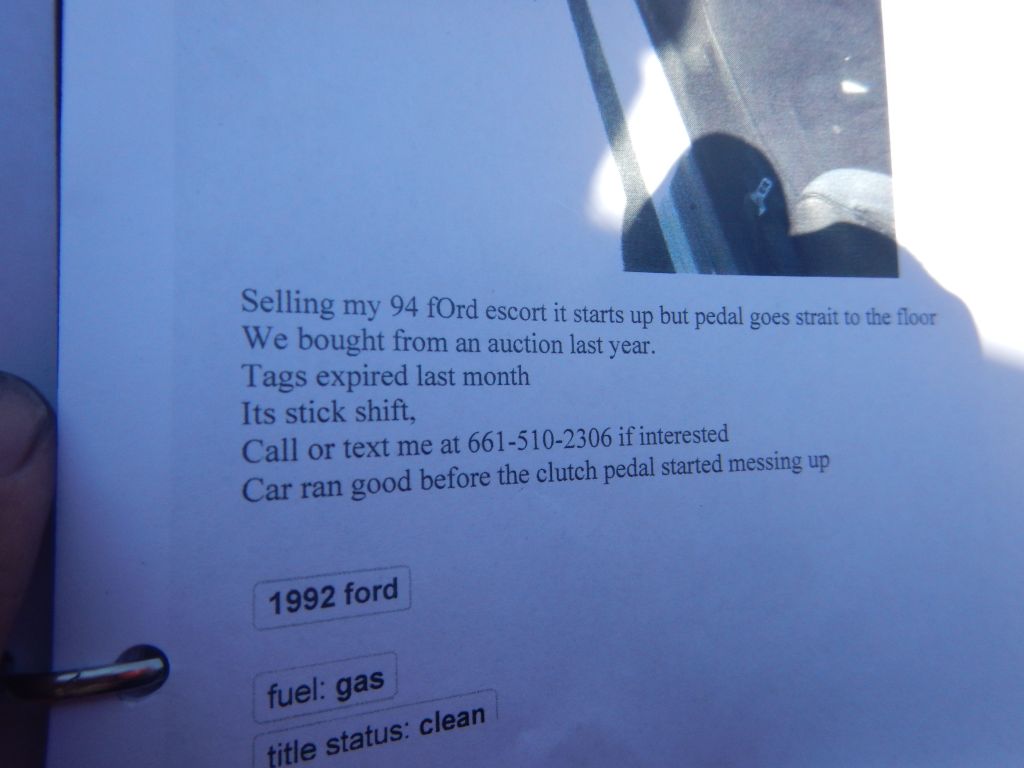 Selling my 94 fOrd escort it starts up but pedal goes strait to the floor
We bought from an auction last year.
Tags expired last month
Its stick shift,
Call or text me at 661-510-2306 if interested
Car ran good before the clutch pedal started messing up
1992 ford
fuel: gas
title status: clean